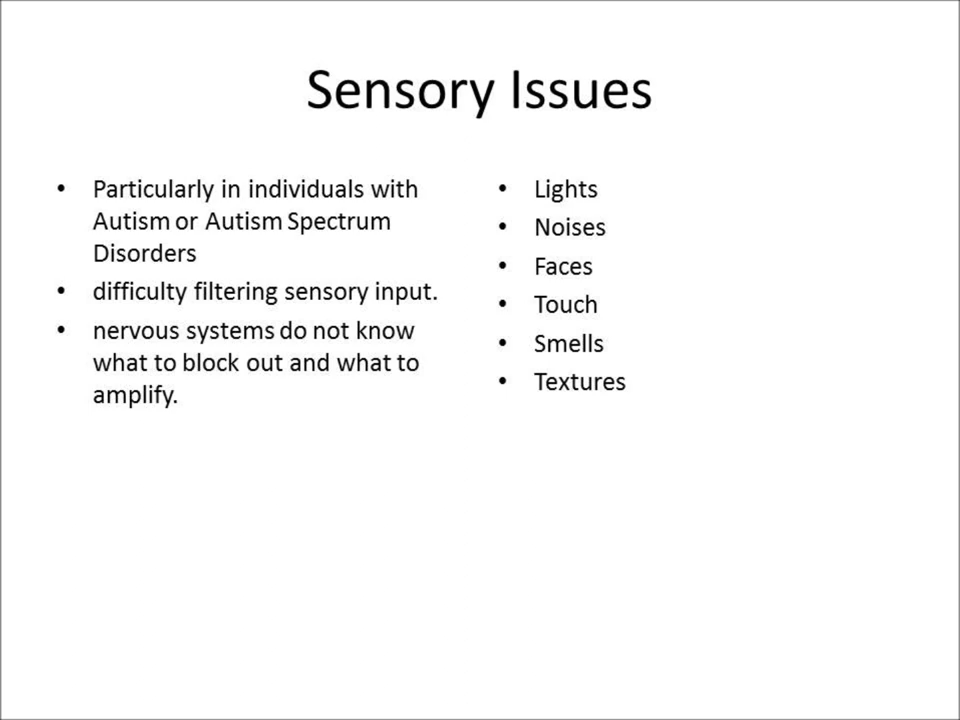 Sensory Issues
• Particularly in individuals with
Autism or Autism Spectrum
Disorders
• difficulty filtering sensory input.
• nervous systems do not know
what to block out and what to
amplify.
• Lights
• Noises
• Faces
• Touch
• Smells
• Textures